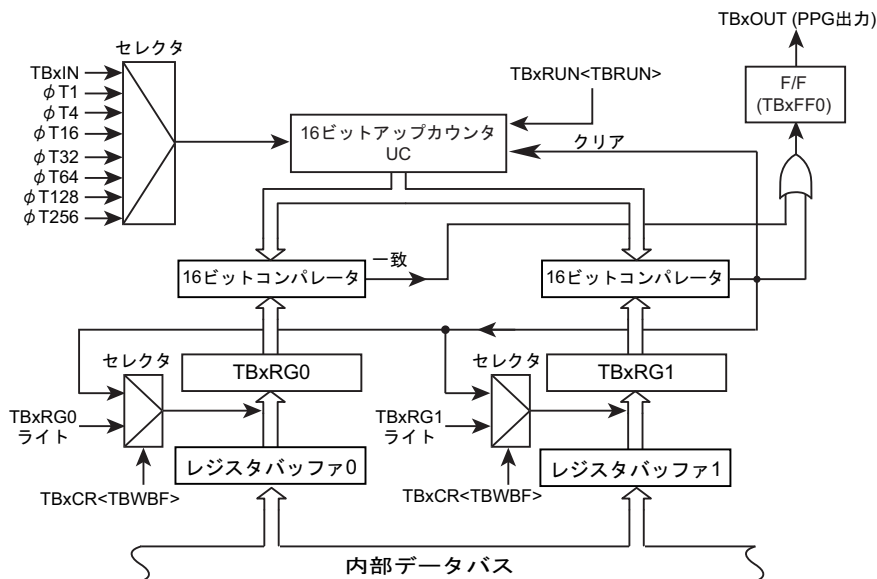 TBxOUT (PPG出力)
セレクタ
TBxIN
φT1
φT4
φT16
φT32
φT64
φT128
φT256
TBxRUN<TBRUN>
F/F
(TBxFF0)
16ビットアップカウンタ
UC
クリア
16ビットコンパレータ
一致
16ビットコンパレータ
セレクタ
TBxRG0
セレクタ
TBxRG1
TBxRG0
ライト
TBxRG1
ライト
レジスタバッファ0
レジスタバッファ1
TBxCR<TBWBF>
TBxCR<TBWBF>
内部データバス